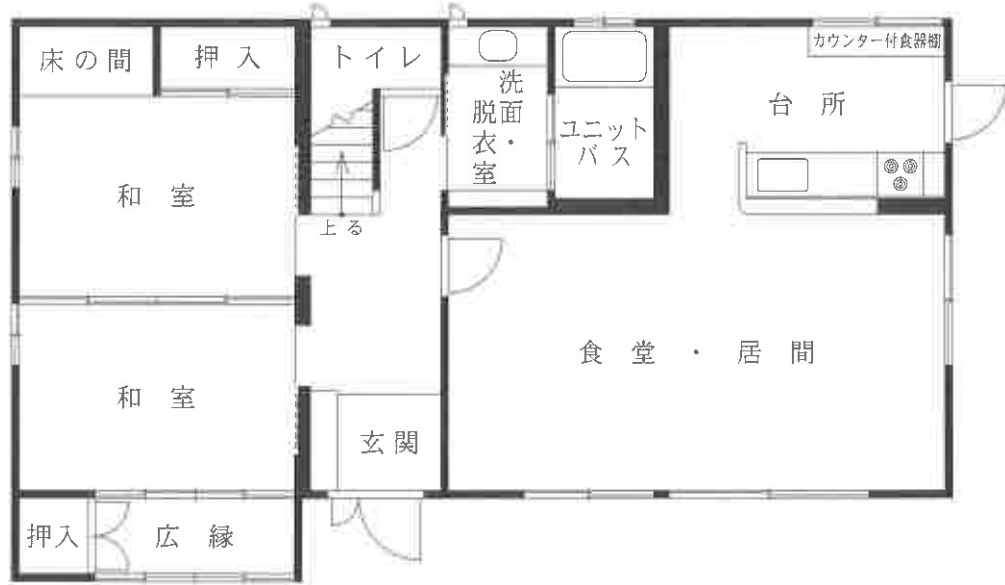 床の間
押入
トイレ
洗面・
脱衣室
ユニット
バス
カウンター付食器棚
台所
和室
上る
食堂・居間
和室
玄関
押入
広縁